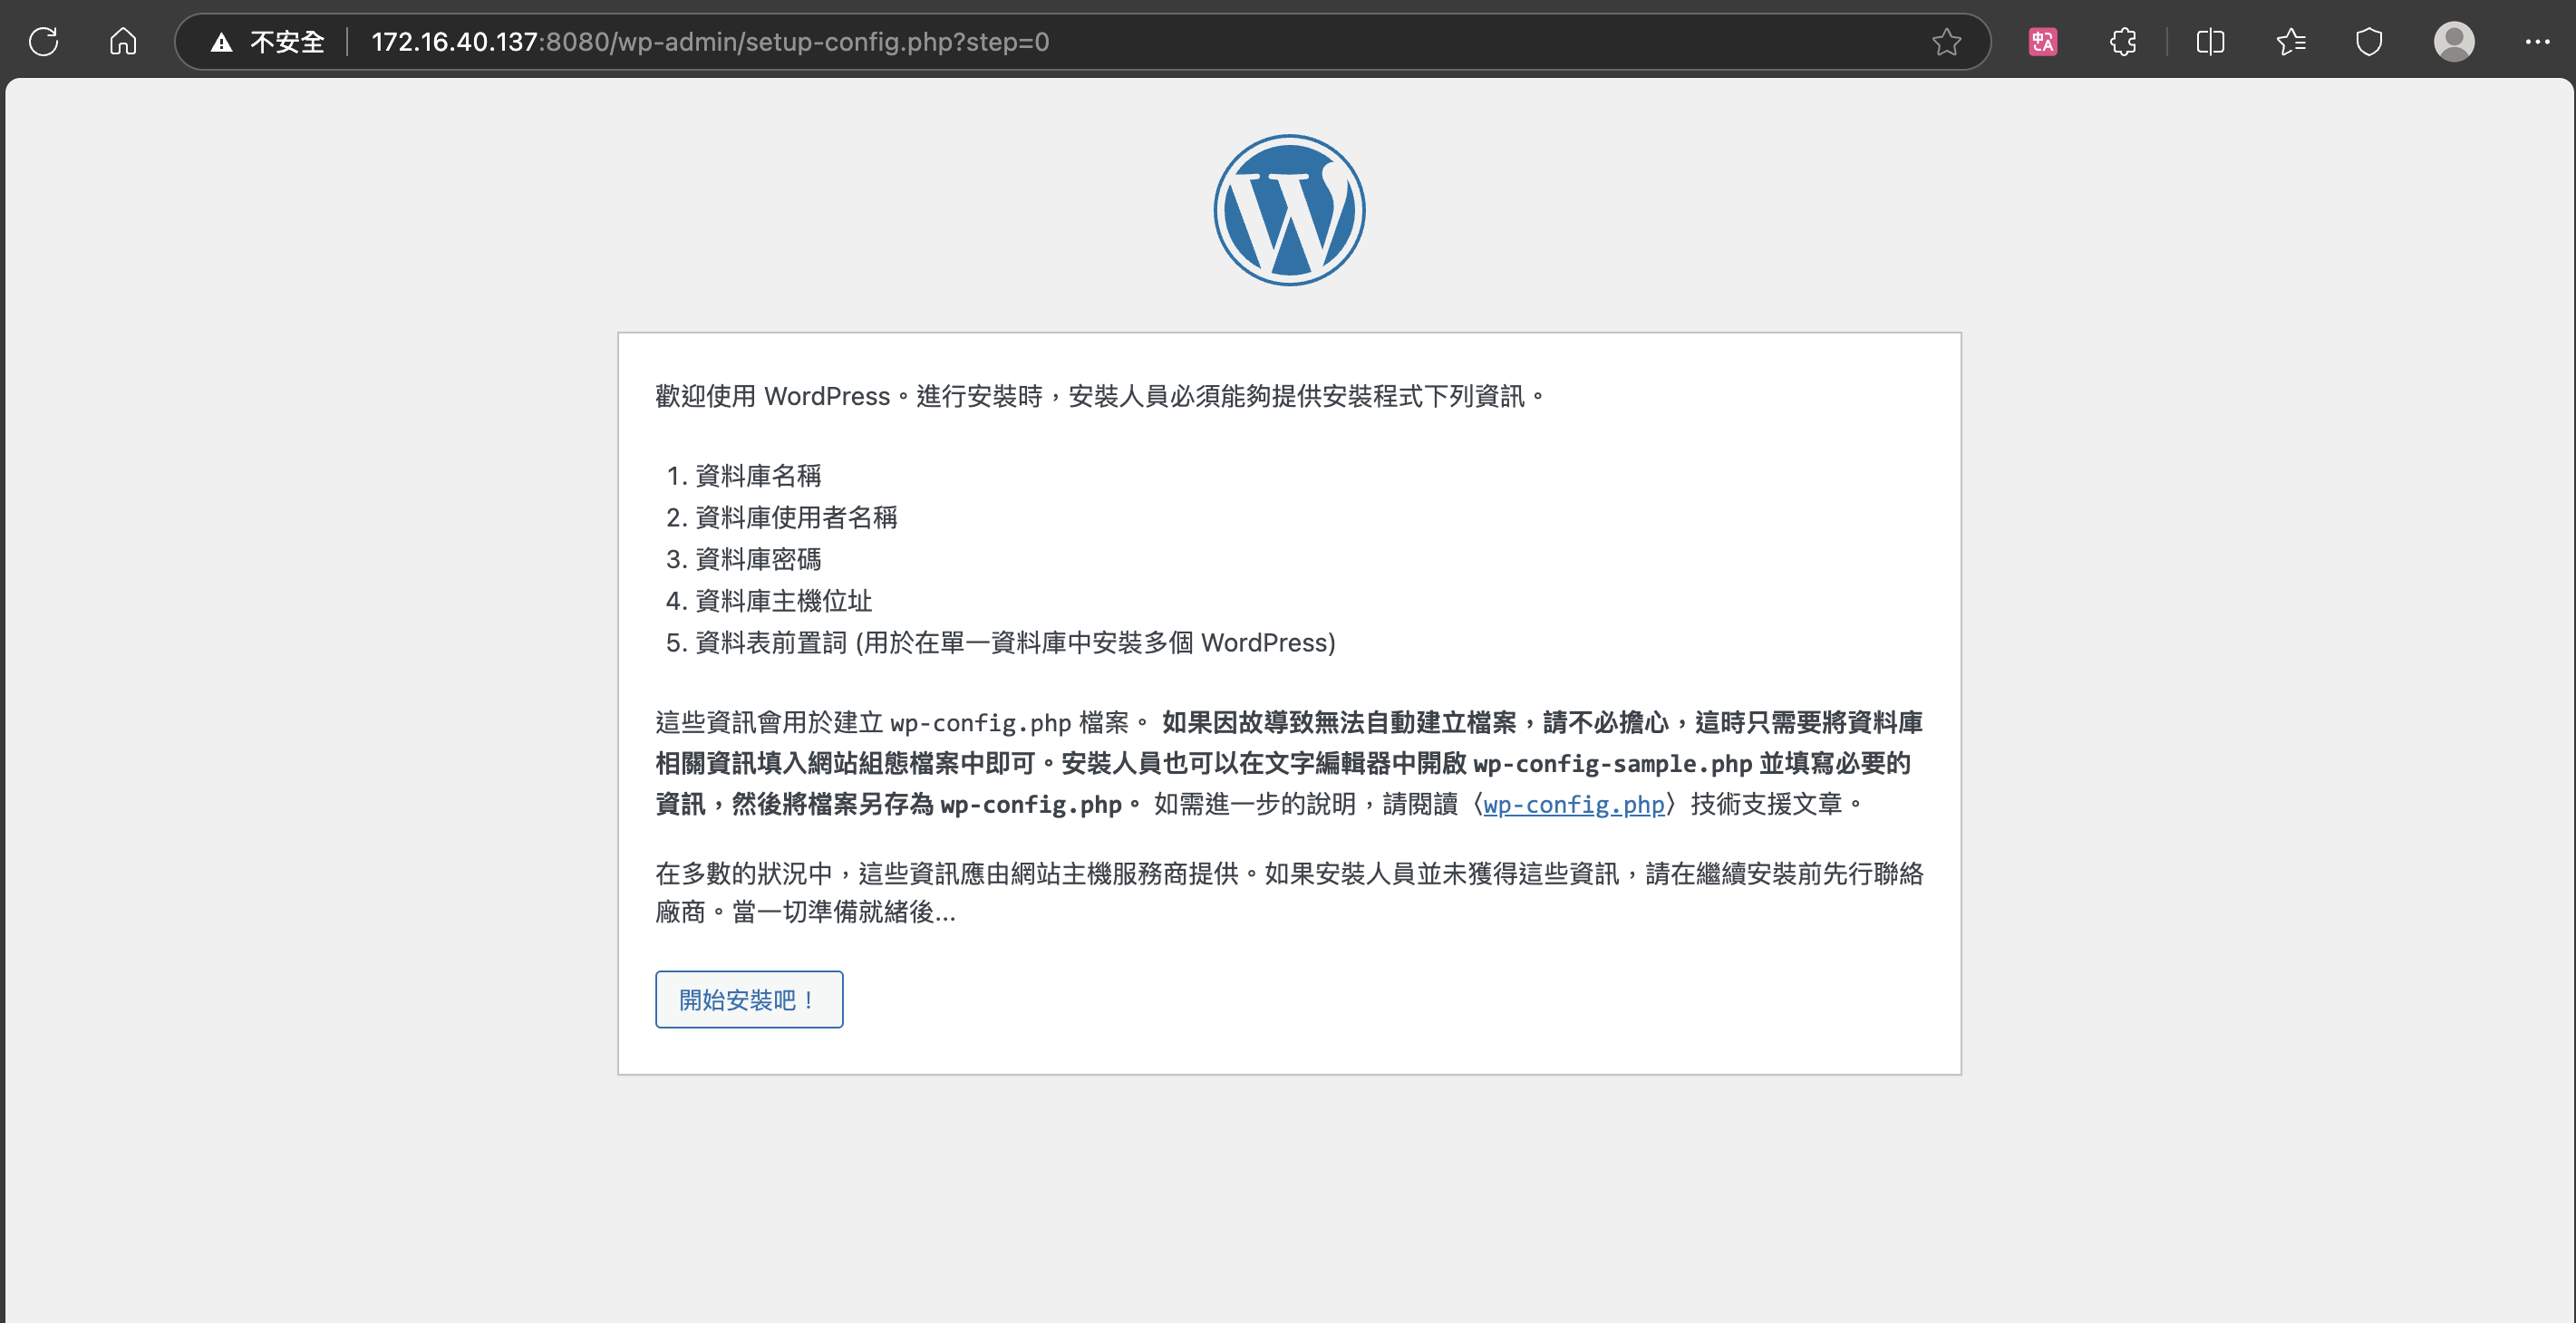 不安全 172.16.40.137:8080/wp-admin/setup-config.php?step=0
歡迎使用 WordPress。進行安裝時，安裝人員必須能夠提供安裝程式下列資訊。
1. 資料庫名稱
2. 資料庫使用者名稱
3. 資料庫密碼
4. 資料庫主機位址
5. 資料表前置詞 (用於在單一資料庫中安裝多個 WordPress)
這些資訊會用於建立 wp-config.php 檔案。 如果因故導致無法自動建立檔案，請不必擔心，這時只需要將資料庫
相關資訊填入網站組態檔案中即可。安裝人員也可以在文字編輯器中開啟 wp-config-sample.php 並填寫必要的
資訊，然後將檔案另存為 wp-config.php。 如需進一步的說明，請閱讀〈wp-config.php〉技術支援文章。
在多數的狀況中，這些資訊應由網站主機服務商提供。如果安裝人員並未獲得這些資訊，請在繼續安裝前先行聯絡
廠商。當一切準備就緒後...
開始安裝吧！